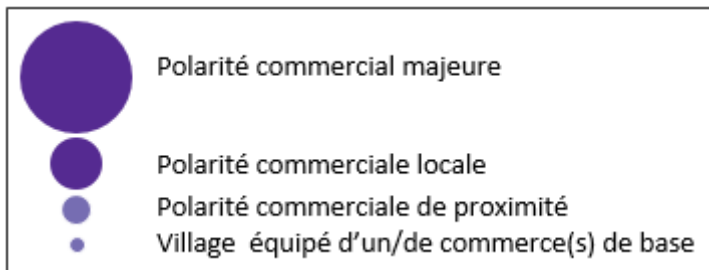 Polarité commercial majeure
Polarité commerciale locale
Polarité commerciale de proximité
Village équipé d'un/de commerce(s) de base